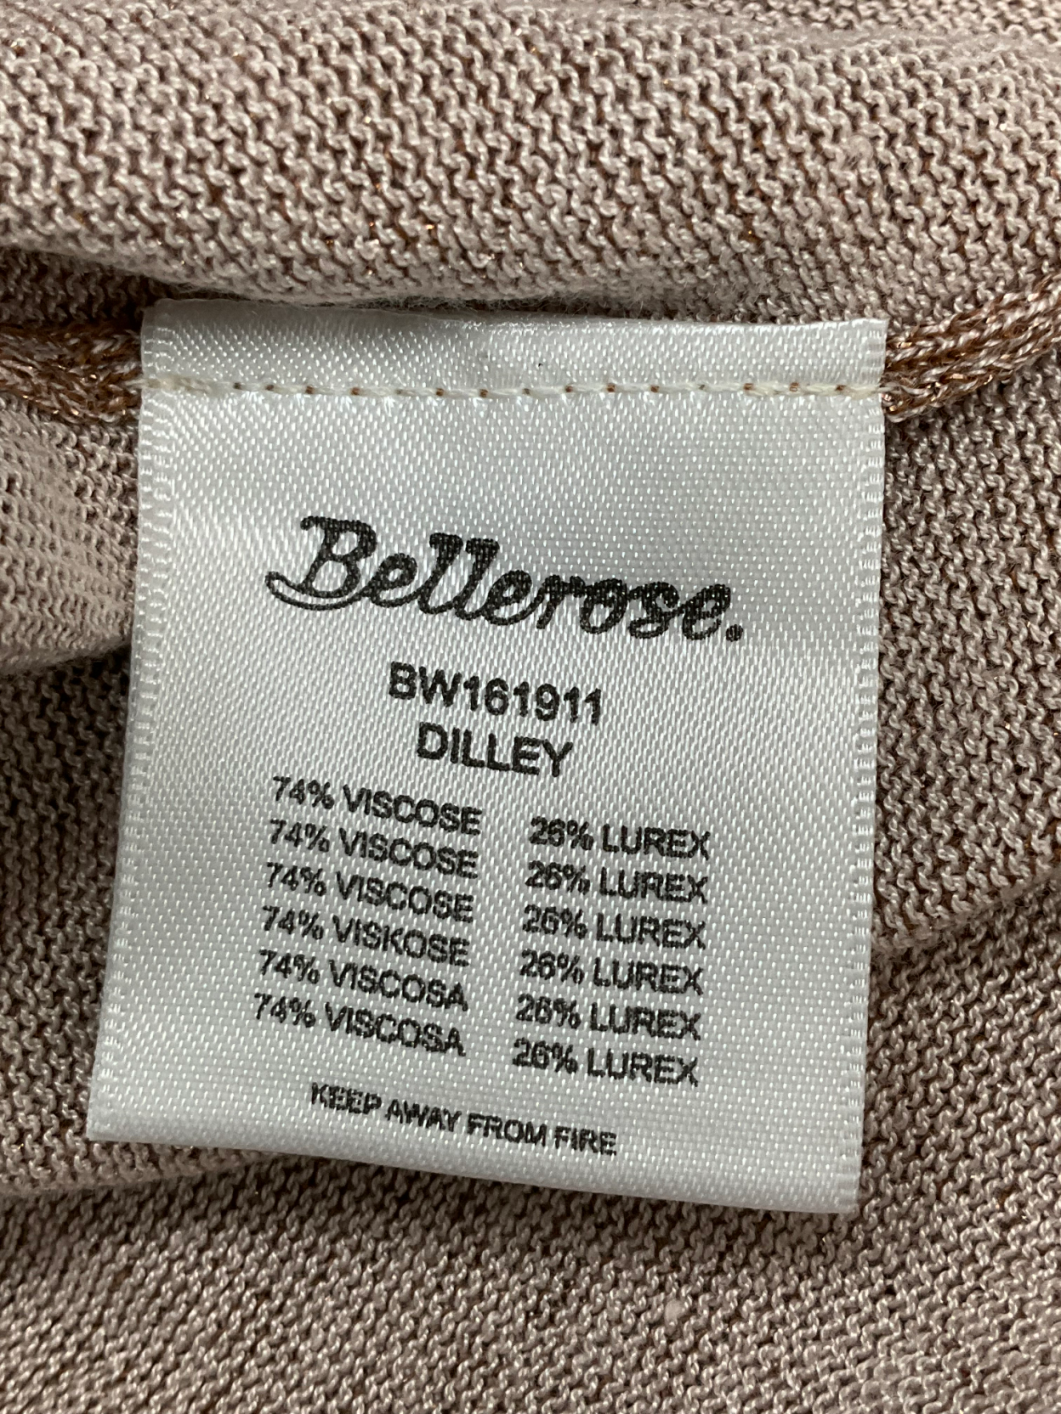 Bellerose.
BW161911
DILLEY
74% VISCOSE 26% LUREX
74% VISCOSE 26% LUREX
74% VISCOSE 26% LUREX
74% VISKOSE 26% LUREX
74% VISCOSA 26% LUREX
74% VISCOSA 26% LUREX
KEEP AWAY FROM FIRE